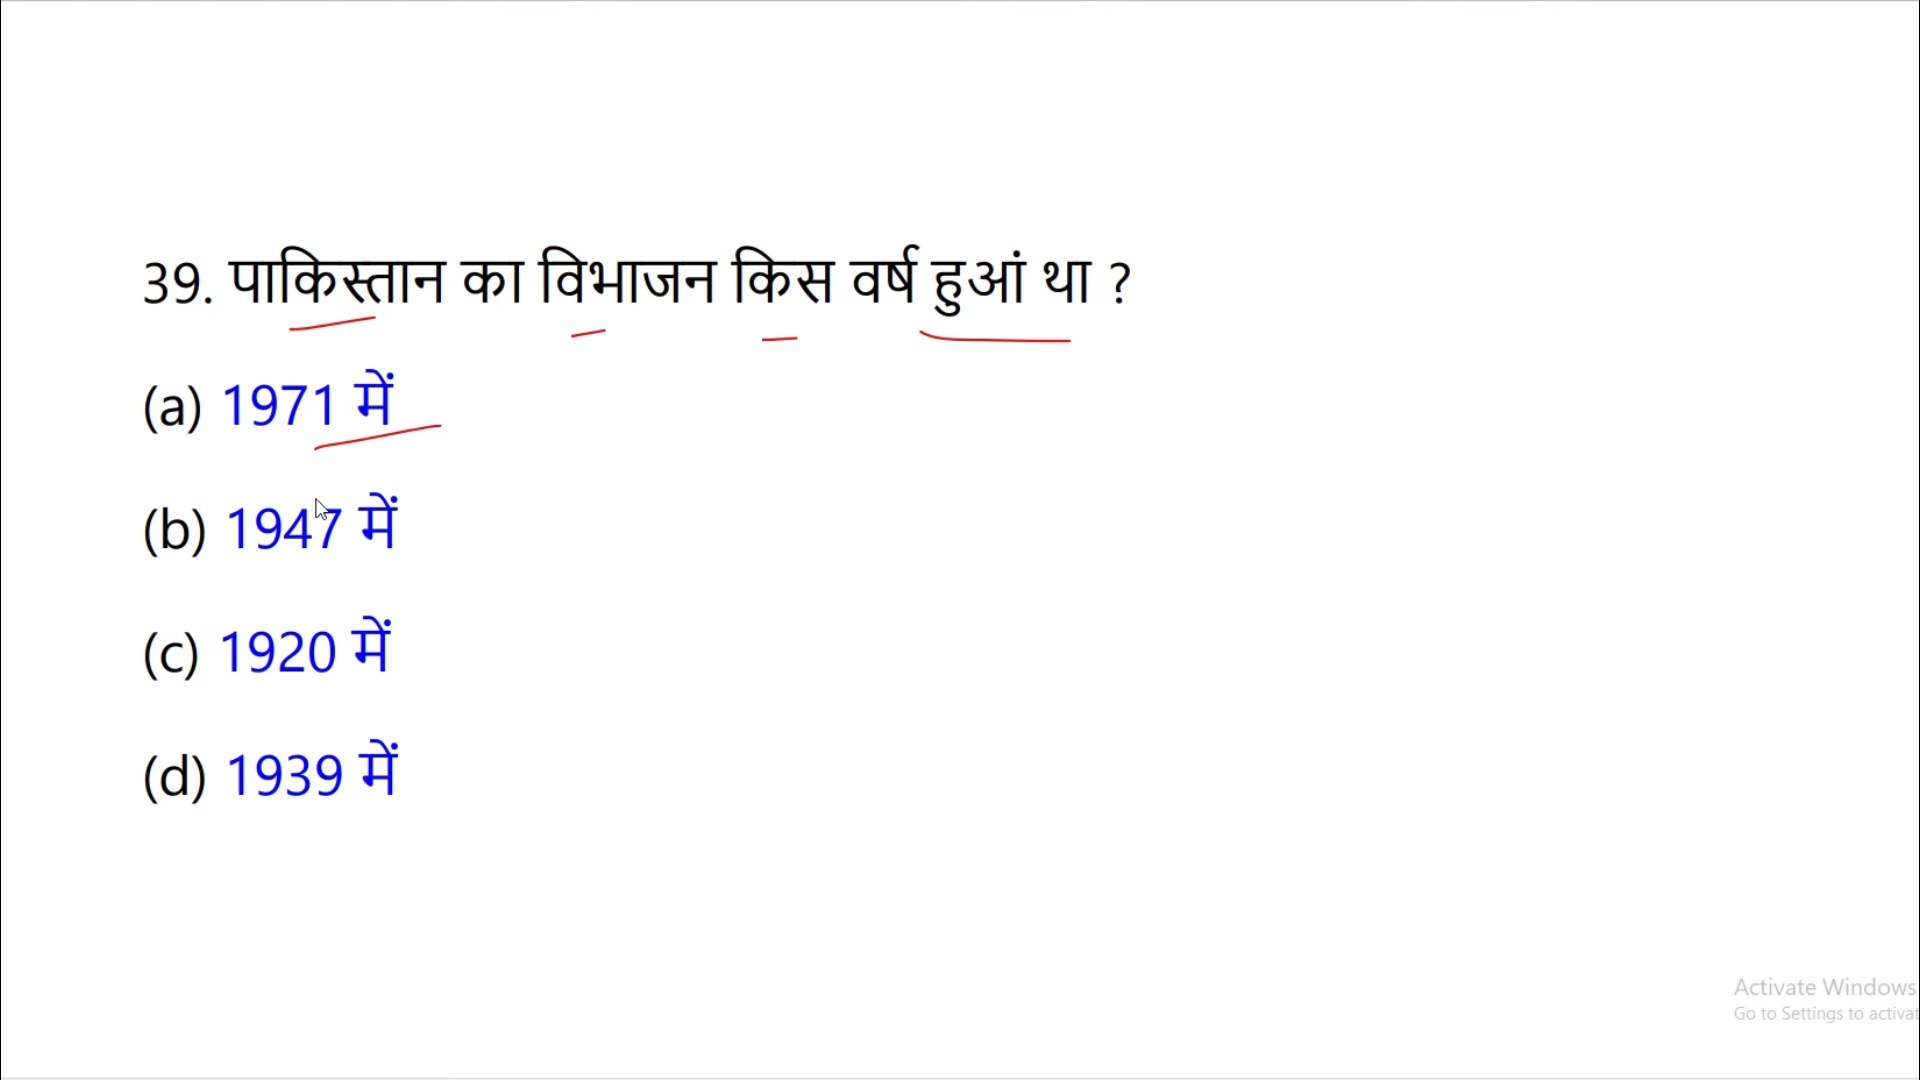 39. पाकिस्तान का विभाजन किस वर्ष हुआं था ?
(a) 1971 में
(b) 1947 में
(c) 1920 में
(d) 1939 में
Activate Windows
Go to Settings to activat